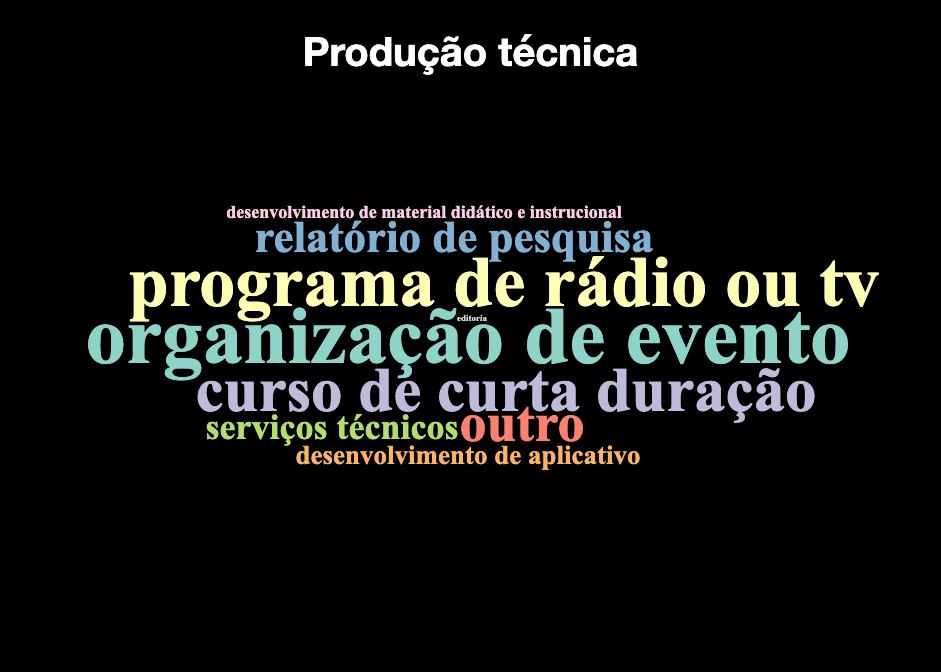 Produção técnica
desenvolvimento de material didático e instrucional
relatório de pesquisa
programa de rádio ou tv
editoria
organização de evento
curso de curta duração
serviços técnicos
outro
desenvolvimento de aplicativo